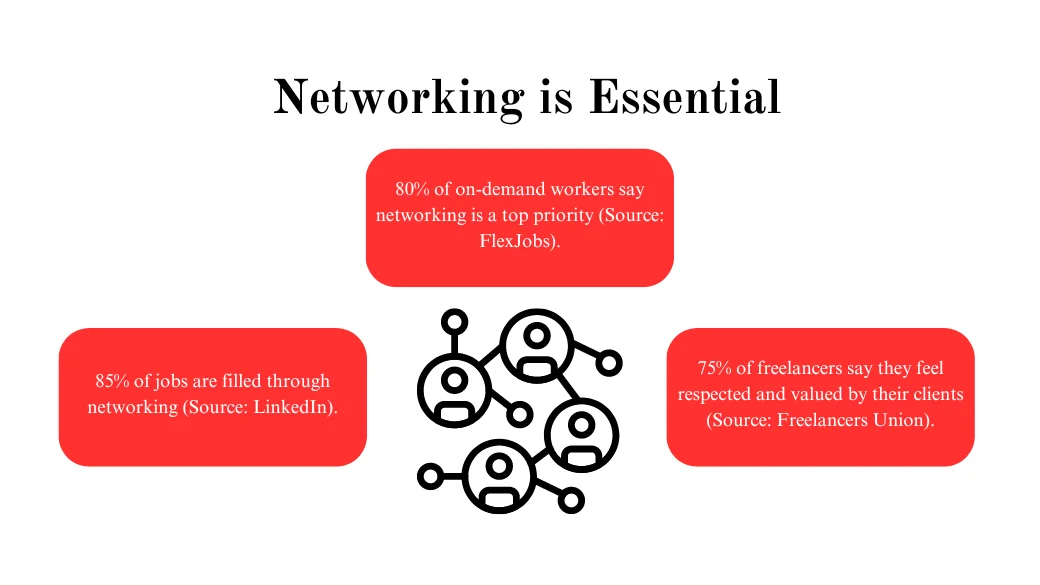 Networking is Essential
80% of on-demand workers say
networking is a top priority (Source:
FlexJobs).
85% of jobs are filled through
networking (Source: LinkedIn).
75% of freelancers say they feel
respected and valued by their clients
(Source: Freelancers Union).